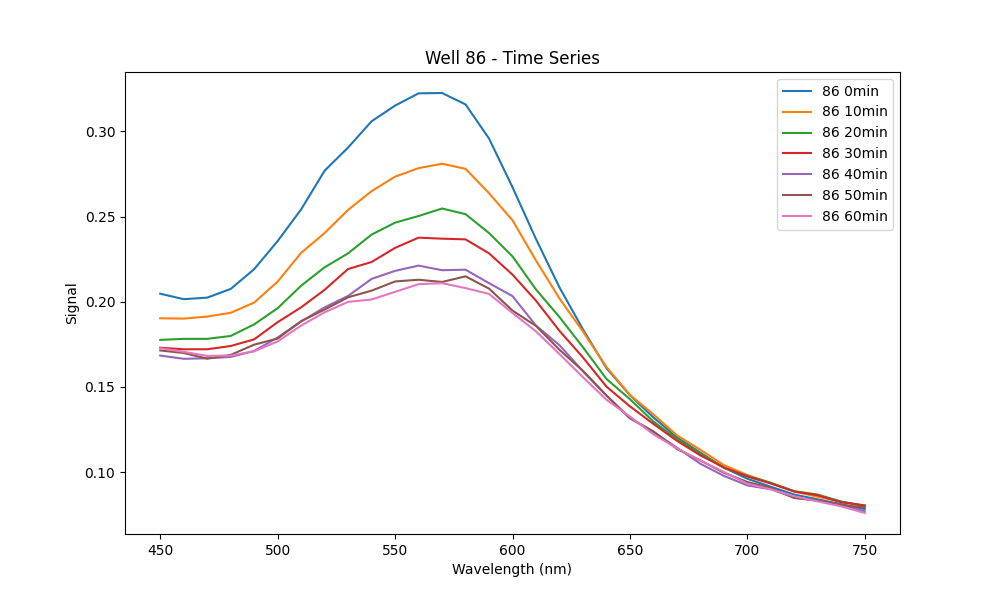 Well 86 - Time Series
86 0min
86 10min
86 20min
86 30min
86 40min
86 50min
86 60min
Signal
0.30
0.25
0.20
0.15
0.10
450 500 550 600 650 700 750
Wavelength (nm)